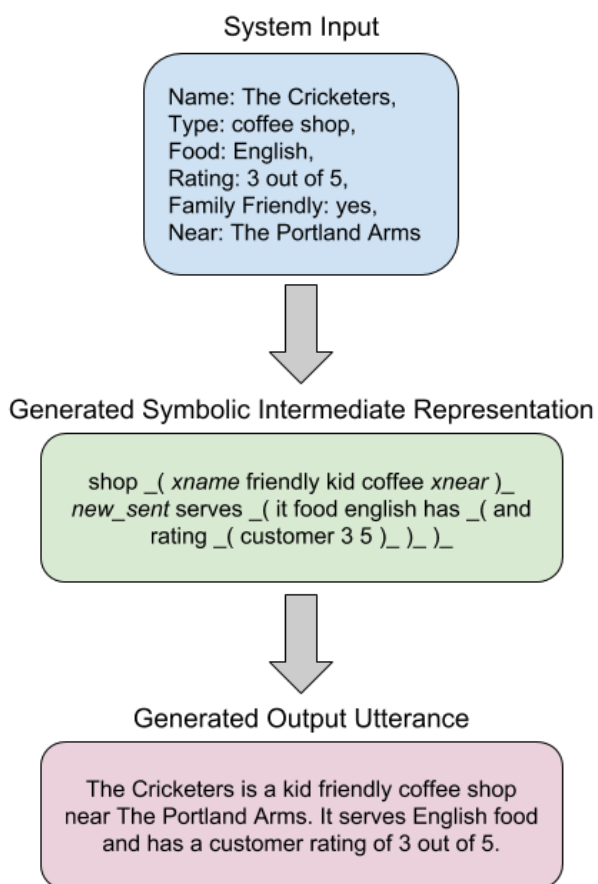 System Input
Name: The Cricketers,
Type: coffee shop,
Food: English,
Rating: 3 out of 5,
Family Friendly: yes,
Near: The Portland Arms
Generated Symbolic Intermediate Representation
shop _( xname friendly kid coffee xnear )_
new_sent serves _( it food english has _( and
rating _( customer 3 5 )_ )_ )_
Generated Output Utterance
The Cricketers is a kid friendly coffee shop
near The Portland Arms. It serves English food
and has a customer rating of 3 out of 5.